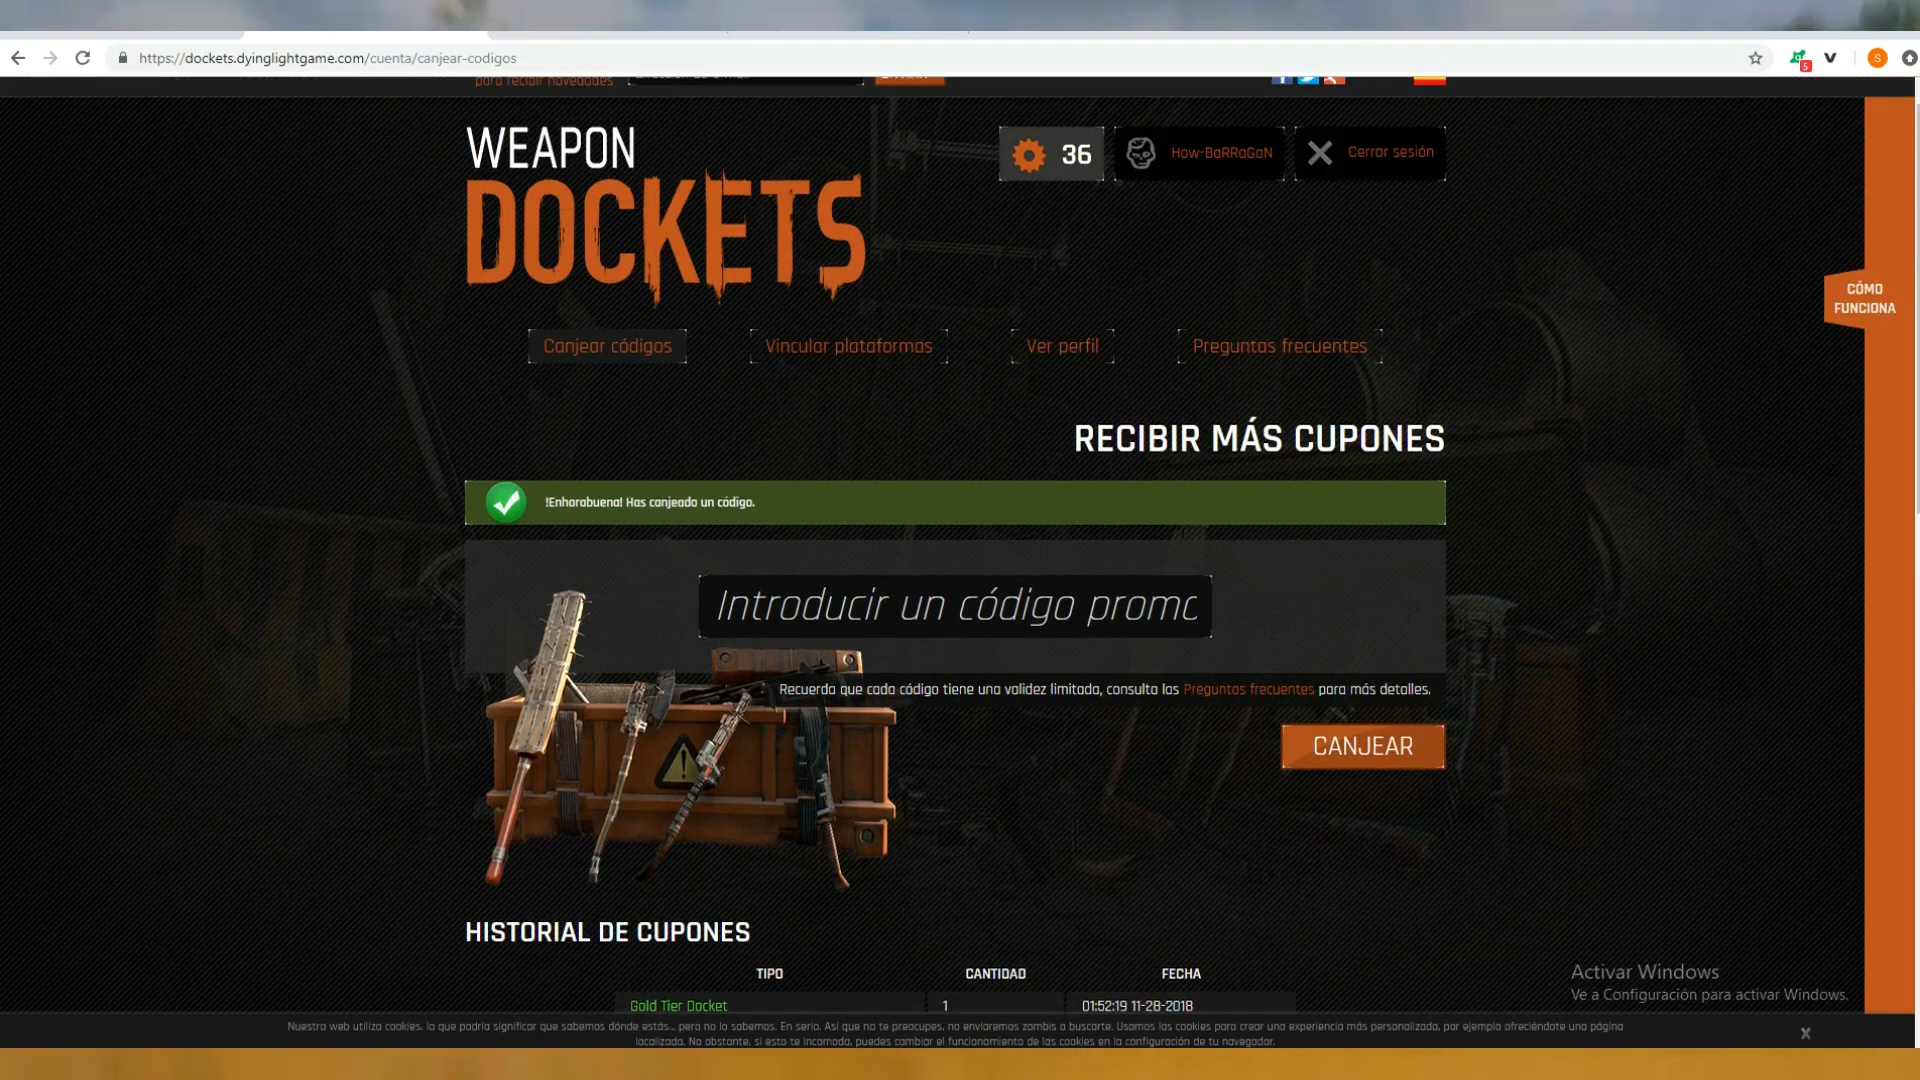 https://dockets.dyinglightgame.com/cuenta/canjear-codigos
5
V
S
para recibir novedades
WEAPON
DOCKETS
36
How-BaRRaGaN
Cerrar sesión
CÓMO
FUNCIONA
Canjear códigos
Vincular plataformas
Ver perfil
Preguntas frecuentes
RECIBIR MÁS CUPONES
!Enhorabuena! Has canjeado un código.
Introducir un código promo
Recuerda que cada código tiene una validez limitada, consulta las Preguntas frecuentes para más detalles.
CANJEAR
HISTORIAL DE CUPONES
TIPO CANTIDAD FECHA
Gold Tier Docket 1 01:52:19 11-28-2018
Activar Windows
Ve a Configuración para activar Windows.
Nuestra web utiliza cookies, lo que podría significar que sabemos dónde estás... pero no lo sabemos. En serio. Así que no te preocupes, no enviaremos zombis a buscarte. Usamos las cookies para crear una experiencia más personalizada, por ejemplo ofreciéndote una página
localizada. No obstante, si esto te incomoda, puedes cambiar el funcionamiento de las cookies en la configuración de tu navegador.
X